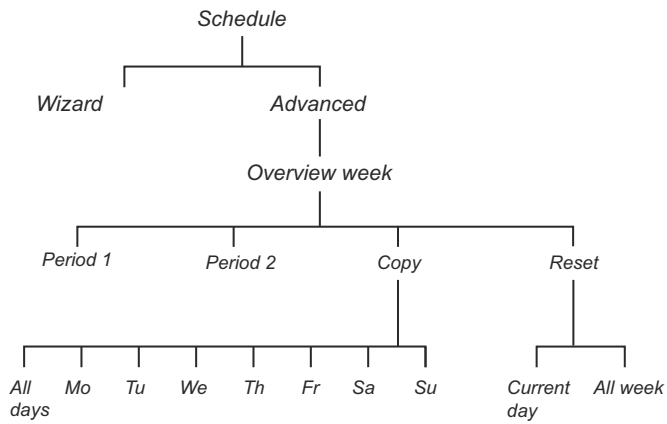 Schedule
Wizard
Advanced
Overview week
Period 1
Period 2
Copy
Reset
All days
Mo
Tu
We
Th
Fr
Sa
Su
Current day
All week